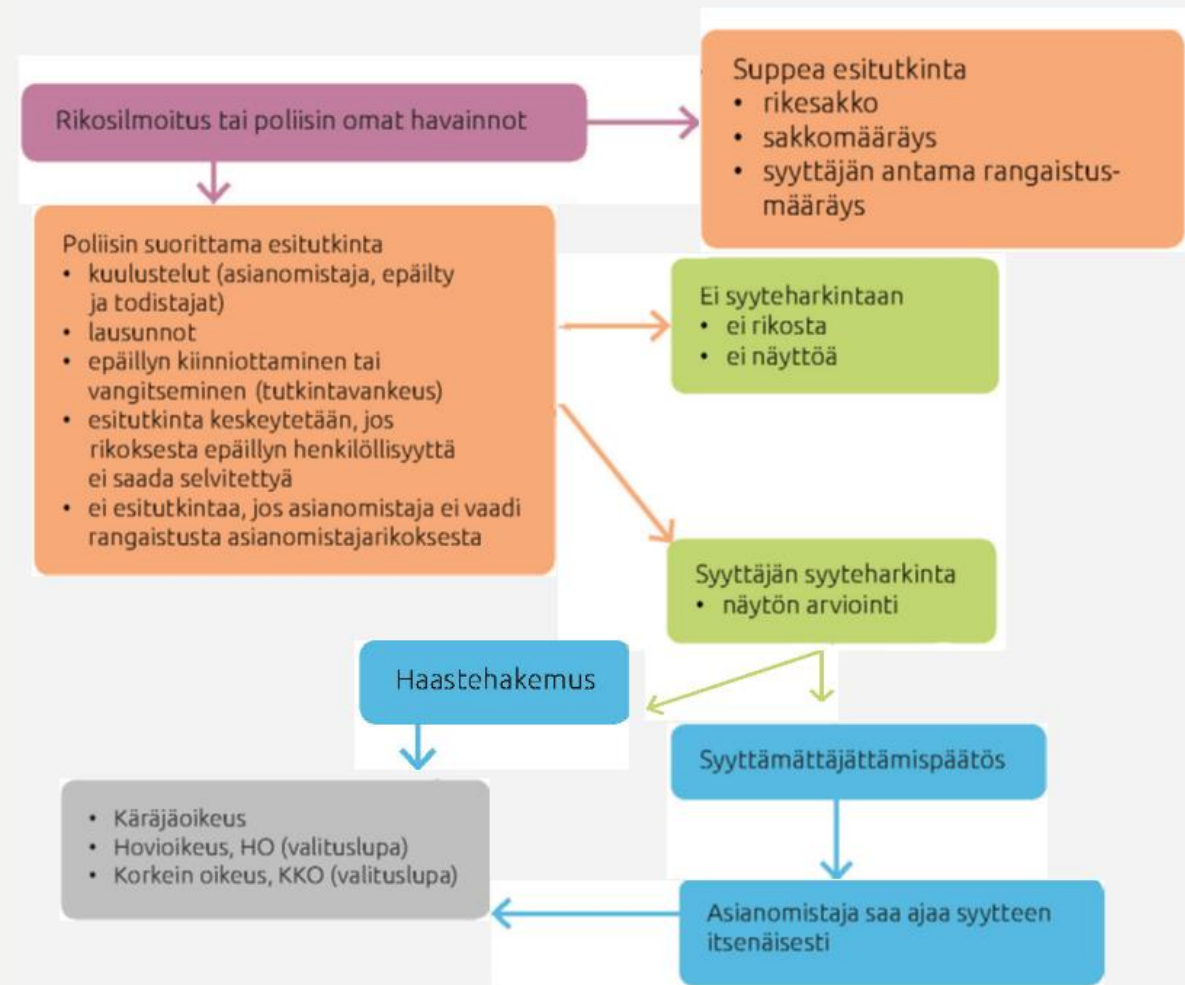 Rikosilmoitus tai poliisin omat havainnot
Suppea esitutkinta
• rikesakko
• sakkomääräys
• syyttäjän antama rangaistus-
määräys
Poliisin suorittama esitutkinta
• kuulustelut (asianomistaja, epäilty
ja todistajat)
• lausunnot
• epäillyn kiinniottaminen tai
vangitseminen (tutkintavankeus)
• esitutkinta keskeytetään, jos
rikoksesta epäillyn henkilöllisyyttä
ei saada selvitettyä
• ei esitutkintaa, jos asianomistaja ei vaadi
rangaistusta asianomistajarikoksesta
Ei syyteharkintaan
• ei rikosta
• ei näyttöä
Syyttäjän syyteharkinta
• näytön arviointi
Haastehakemus
Syyttämättäjättämispäätös
• Käräjäoikeus
• Hovioikeus, HO (valituslupa)
• Korkein oikeus, KKO (valituslupa)
Asianomistaja saa ajaa syytteen
itsenäisesti